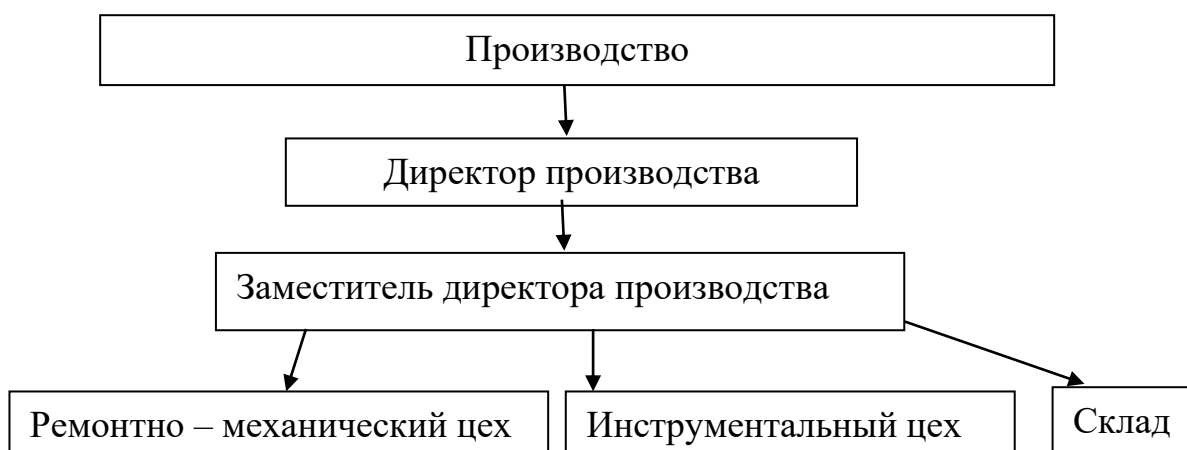 Производство
Директор производства
Заместитель директора производства
Ремонтно – механический цех
Инструментальный цех
Склад